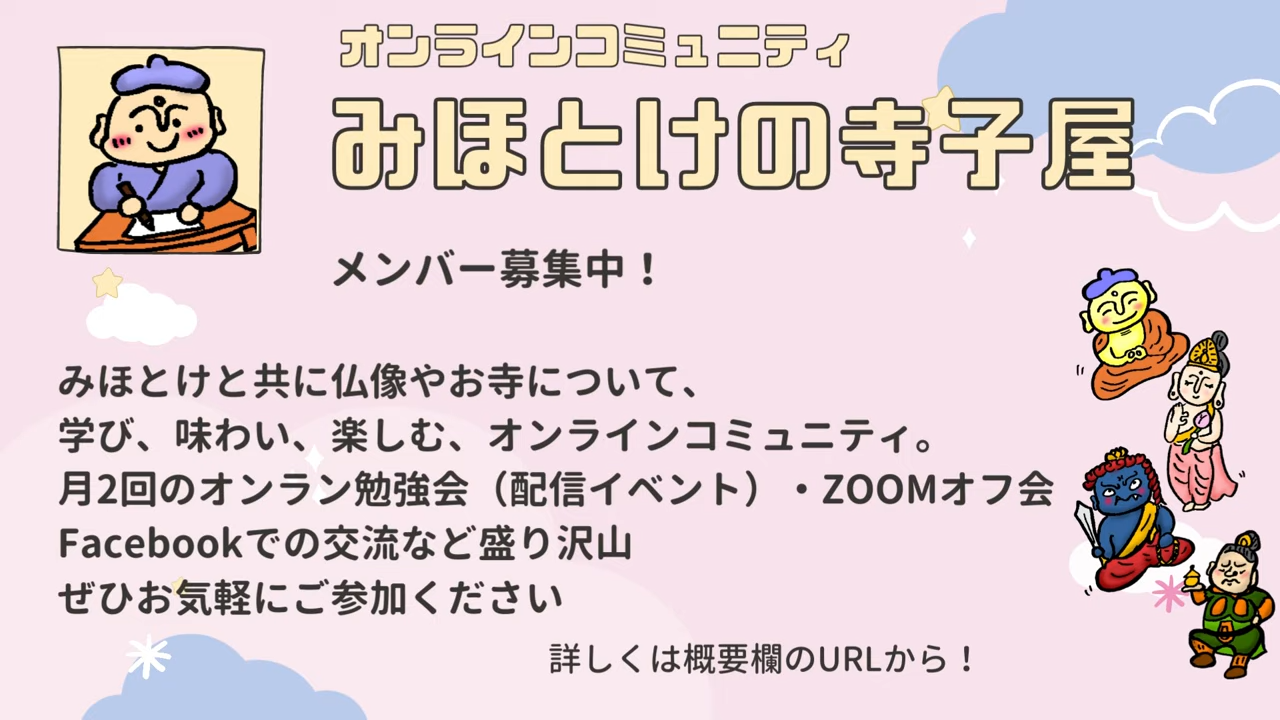 オンラインコミュニティ
みほとけの寺子屋
メンバー募集中！
みほとけと共に仏像やお寺について、
学び、味わい、楽しむ、オンラインコミュニティ。
月2回のオンラン勉強会（配信イベント）・ZOOMオフ会
Facebookでの交流など盛り沢山
ぜひお気軽にご参加ください
詳しくは概要欄のURLから！